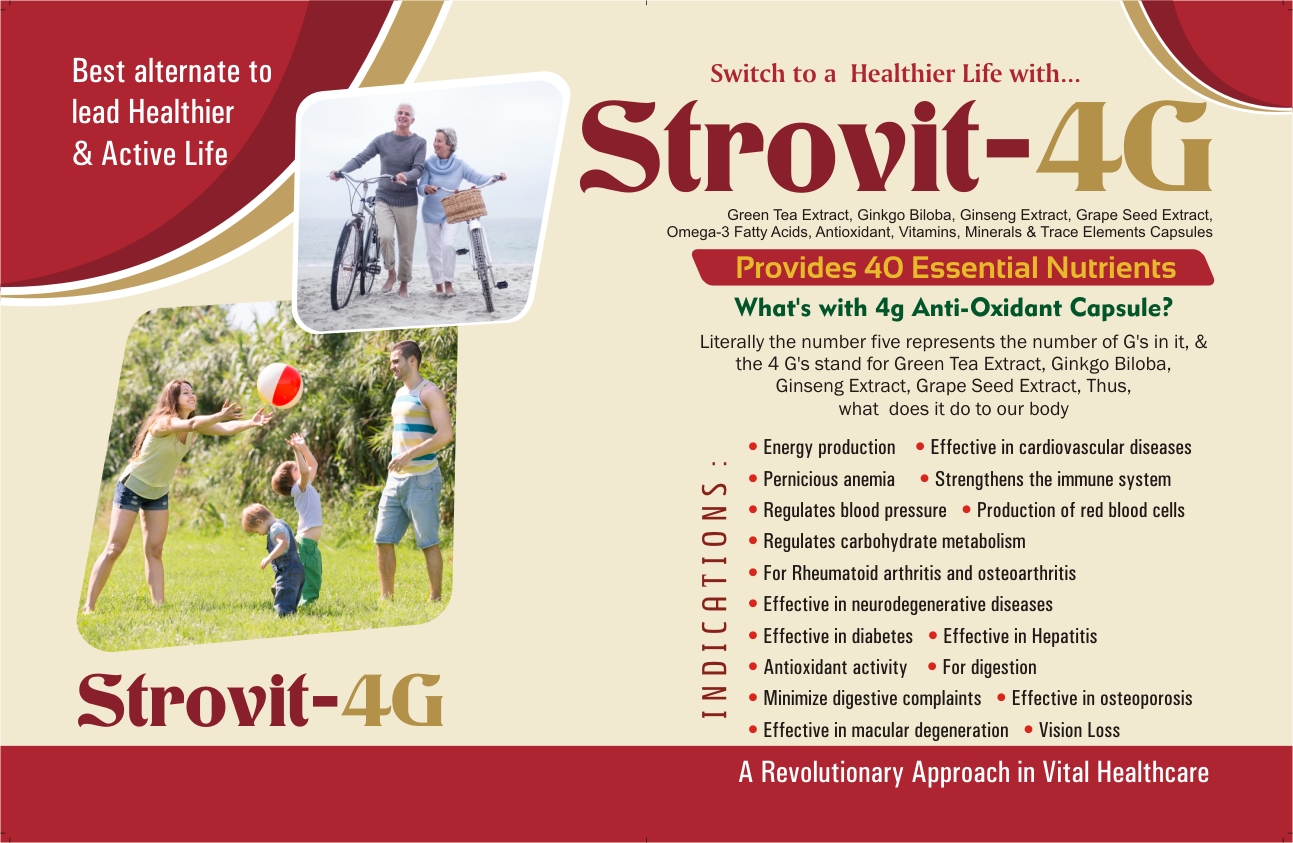 Best alternate to
lead Healthier
& Active Life
Strovit-4G
Switch to a Healthier Life with...
Strovit-4G
Green Tea Extract, Ginkgo Biloba, Ginseng Extract, Grape Seed Extract,
Omega-3 Fatty Acids, Antioxidant, Vitamins, Minerals & Trace Elements Capsules
Provides 40 Essential Nutrients
What's with 4g Anti-Oxidant Capsule?
Literally the number five represents the number of G's in it, &
the 4 G's stand for Green Tea Extract, Ginkgo Biloba,
Ginseng Extract, Grape Seed Extract, Thus,
what does it do to our body
INDICATIONS :
• Energy production • Effective in cardiovascular diseases
• Pernicious anemia • Strengthens the immune system
• Regulates blood pressure • Production of red blood cells
• Regulates carbohydrate metabolism
• For Rheumatoid arthritis and osteoarthritis
• Effective in neurodegenerative diseases
• Effective in diabetes • Effective in Hepatitis
• Antioxidant activity • For digestion
• Minimize digestive complaints • Effective in osteoporosis
• Effective in macular degeneration • Vision Loss
A Revolutionary Approach in Vital Healthcare